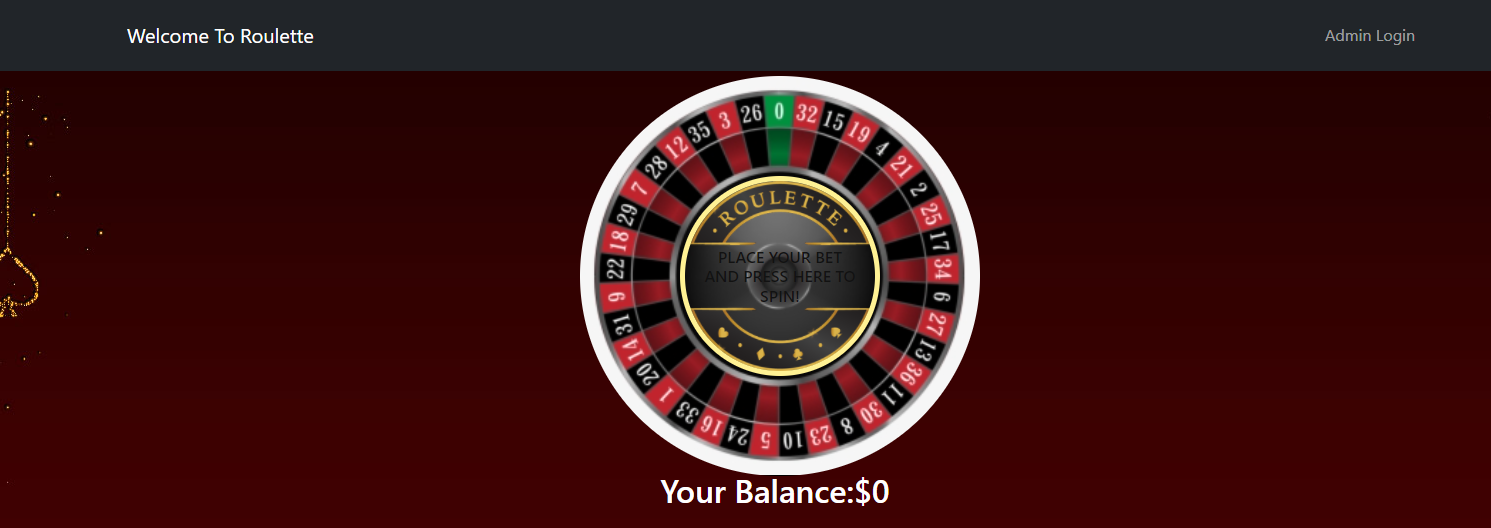 Welcome To Roulette
Admin Login
0 32 15 19 4 21 2 25 17 34 6 27 13 36 11 30 8 23 10 5 24 16 33 1 20 14 31 9 22 18 29 7 28 12 35 3 26
ROULETTE
PLACE YOUR BET
AND PRESS HERE TO
SPIN!
Your Balance:$0